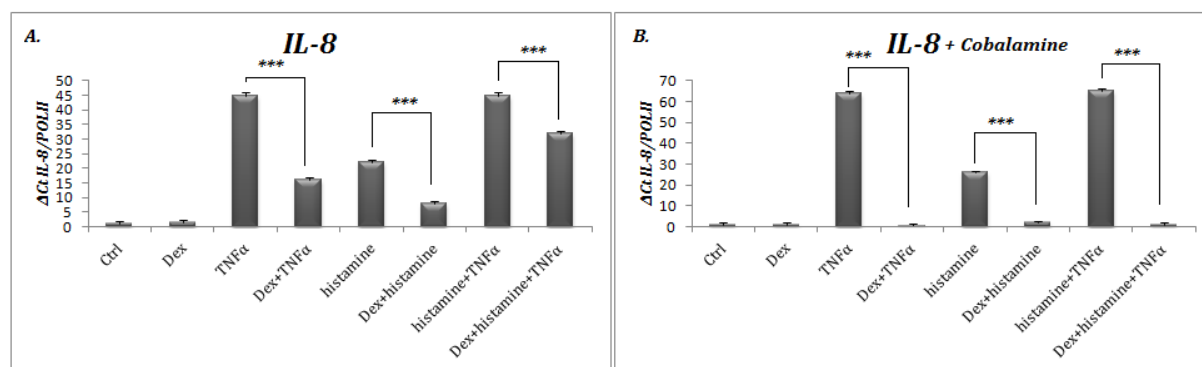 A.
IL-8
***
***
***
ΔCt IL-8/POLII
50
45
40
35
30
25
20
15
10
5
0
Ctrl
Dex
TNFα
Dex+TNFα
histamine
Dex+histamine
histamine+TNFα
Dex+histamine+TNFα
B.
IL-8 + Cobalamine
***
***
***
ΔCt IL-8/POLII
70
60
50
40
30
20
10
0
Ctrl
Dex
TNFα
Dex+TNFα
histamine
Dex+histamine
histamine+TNFα
Dex+histamine+TNFα